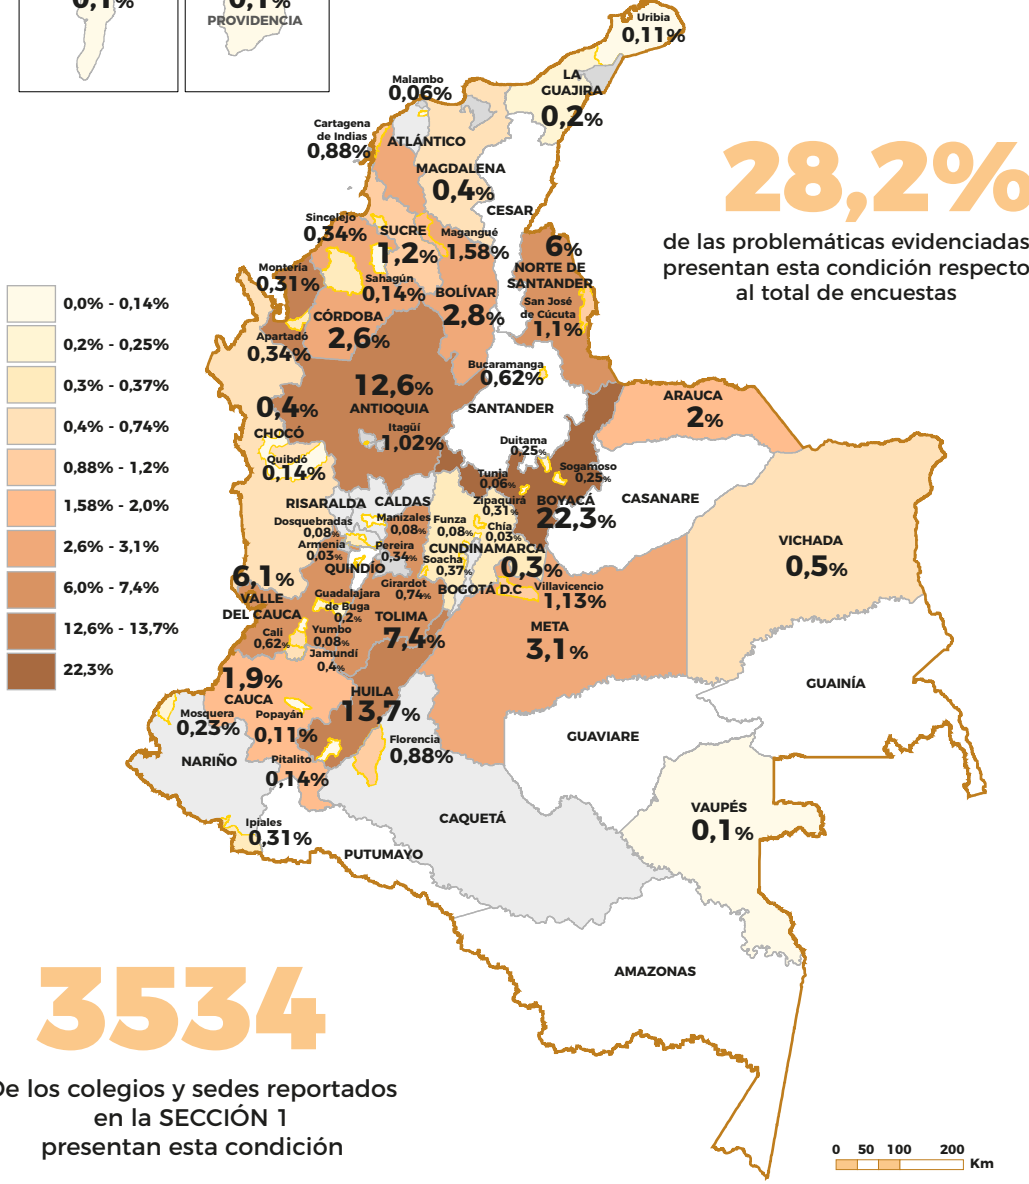 0,1%
0,1%
PROVIDENCIA
Uribia
0,11%
LA
GUAJIRA
0,2%
Malambo
0,06%
Cartagena
de Indias
0,88%
ATLÁNTICO
MAGDALENA
0,4%
CESAR
28,2%
de las problemáticas evidenciadas
presentan esta condición respecto
al total de encuestas
Sincelejo
0,34%
SUCRE
1,2%
Magangué
1,58%
6%
NORTE DE
SANTANDER
San José
de Cúcuta
1,1%
Montería
0,31%
Sahagún
0,14%
BOLÍVAR
2,8%
CÓRDOBA
2,6%
Apartadó
0,34%
0,0% - 0,14%
0,2% - 0,25%
0,3% - 0,37%
0,4% - 0,74%
0,88% - 1,2%
1,58% - 2,0%
2,6% - 3,1%
6,0% - 7,4%
12,6% - 13,7%
22,3%
Bucaramanga
0,62%
SANTANDER
12,6%
ANTIOQUIA
Itagüí
1,02%
0,4%
CHOCÓ
Quibdó
0,14%
ARAUCA
2%
Duitama
0,25%
Sogamoso
0,25%
Tunja
0,06%
BOYACÁ
22,3%
CASANARE
RISARALDA
CALDAS
Zipaquirá
0,31%
Dosquebradas
0,08%
Manizales
0,08%
Funza
0,08%
Chía
0,03%
Armenia
0,03%
Pereira
0,34%
CUNDINAMARCA
0,3%
QUINDÍO
Soacha
0,37%
BOGOTÁ D.C
Girardot
0,74%
Villavicencio
1,13%
VICHADA
0,5%
6,1%
VALLE
DEL CAUCA
Guadalajara
de Buga
0,2%
TOLIMA
7,4%
Cali
0,62%
Yumbo
0,08%
Jamundí
0,4%
META
3,1%
1,9%
CAUCA
HUILA
13,7%
Popayán
0,11%
Mosquera
0,23%
NARIÑO
Pitalito
0,14%
Florencia
0,88%
GUAINÍA
GUAVIARE
Ipiales
0,31%
CAQUETÁ
VAUPÉS
0,1%
PUTUMAYO
AMAZONAS
3534
De los colegios y sedes reportados
en la SECCIÓN 1
presentan esta condición
0 50 100 200
Km